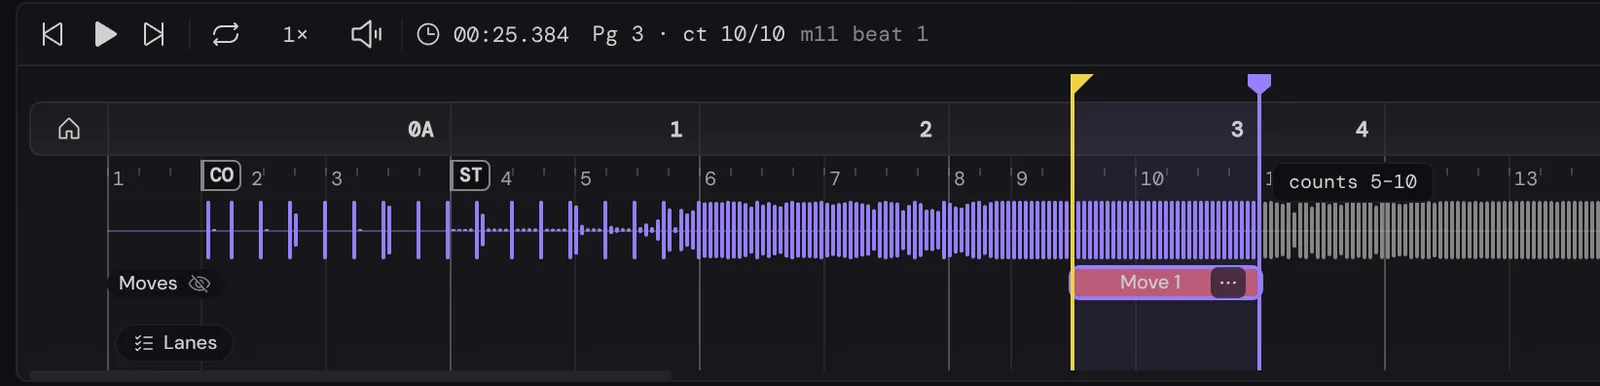 1× 00:25.384 Pg 3 · ct 10/10 m11 beat 1
0A 1 2 3 4
1 CO 2 3 ST 4 5 6 7 8 9 10 counts 5-10 13
Moves Move 1 ···
Lanes